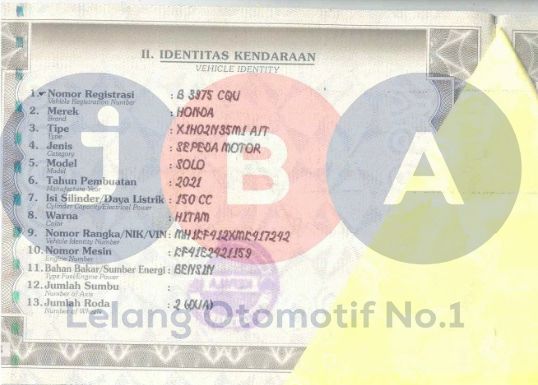 II. IDENTITAS KENDARAAN
VEHICLE IDENTITY
1. Nomor Registrasi : B 3975 CQU
Vehicle Registration Number
2. Merek : HONDA
Brand
3. Tipe : X1H02N35M1 A/T
Type
4. Jenis : SEPEDA MOTOR
Category
5. Model : SOLO
Model
6. Tahun Pembuatan : 2021
Manufacture Year
7. Isi Silinder/Daya Listrik : 150 CC
Cylinder Capacity/Electrical Power
8. Warna : HITAM
Color
9. Nomor Rangka/NIK/VIN : MH1KF412XMK417242
Vehicle Identity Number
10. Nomor Mesin : KF41E2421159
Engine Number
11. Bahan Bakar/Sumber Energi : BENSIN
Type Fuel/Engine Power
12. Jumlah Sumbu :
Number of Axis
13. Jumlah Roda : 2 (DUA)
Number of Wheels
iBA
Lelang Otomotif No.1